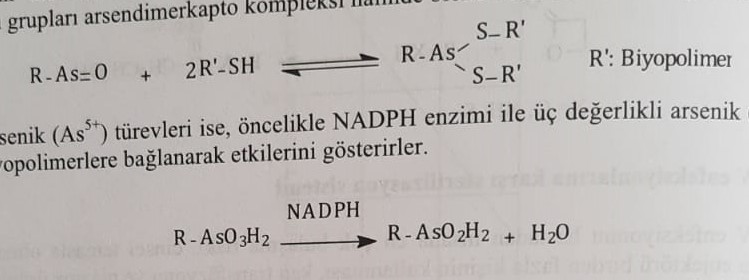 grupları arsendimerkapto kompleksi
S-R'
R-As=O + 2R'-SH ⇌ R-As R': Biyopolimer
S-R'
senik (As⁵⁺) türevleri ise, öncelikle NADPH enzimi ile üç değerlikli arsenik
opolimerlere bağlanarak etkilerini gösterirler.
NADPH
R-AsO₃H₂ → R-AsO₂H₂ + H₂O